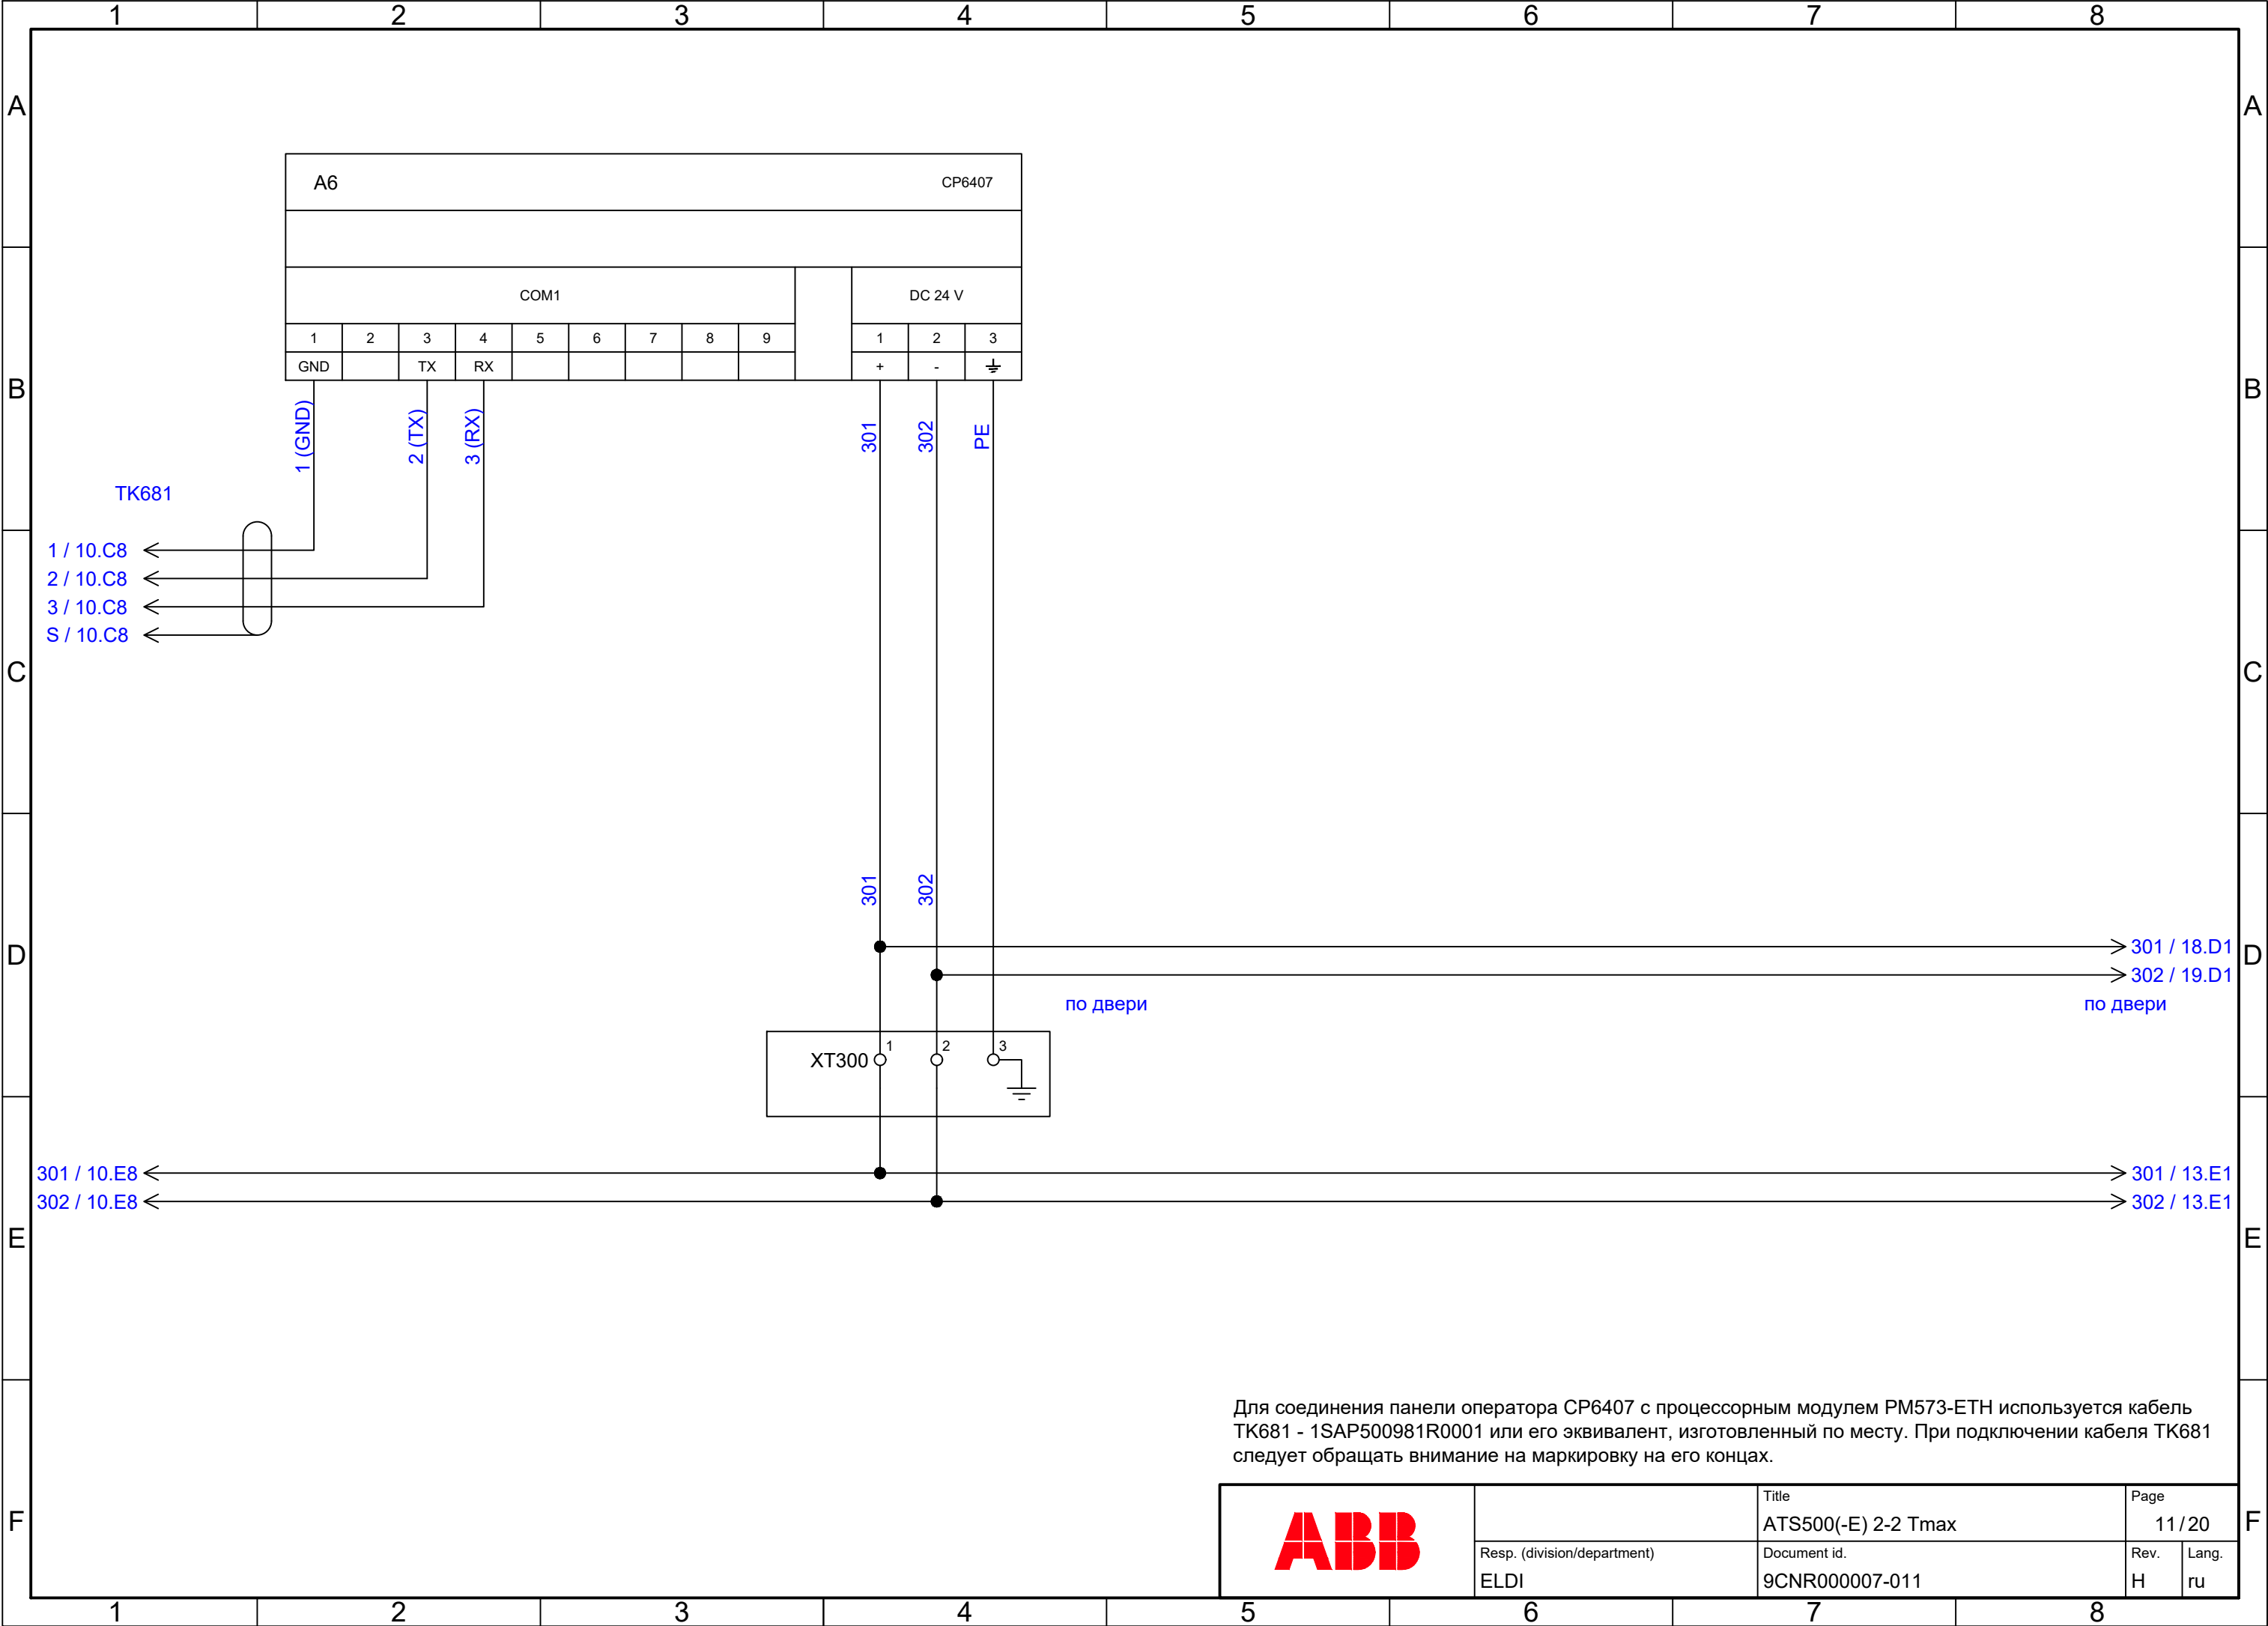 1 2 3 4 5 6 7 8
A A
A6 CP6407
COM1 DC 24 V
1 2 3 4 5 6 7 8 9 1 2 3
GND TX RX + -
B B
1 (GND) 2 (TX) 3 (RX) 301 302 PE
TK681
1 / 10.C8
2 / 10.C8
3 / 10.C8
S / 10.C8
C C
301 302
D D
301 / 18.D1
302 / 19.D1
по двери по двери
XT300 1 2 3
301 / 10.E8 301 / 13.E1
302 / 10.E8 302 / 13.E1
E E
Для соединения панели оператора CP6407 с процессорным модулем PM573-ETH используется кабель
TK681 - 1SAP500981R0001 или его эквивалент, изготовленный по месту. При подключении кабеля TK681
следует обращать внимание на маркировку на его концах.
F F
ABB
Title
ATS500(-E) 2-2 Tmax
Page
11/20
Resp. (division/department)
ELDI
Document id.
9CNR000007-011
Rev.
H
Lang.
ru
1 2 3 4 5 6 7 8